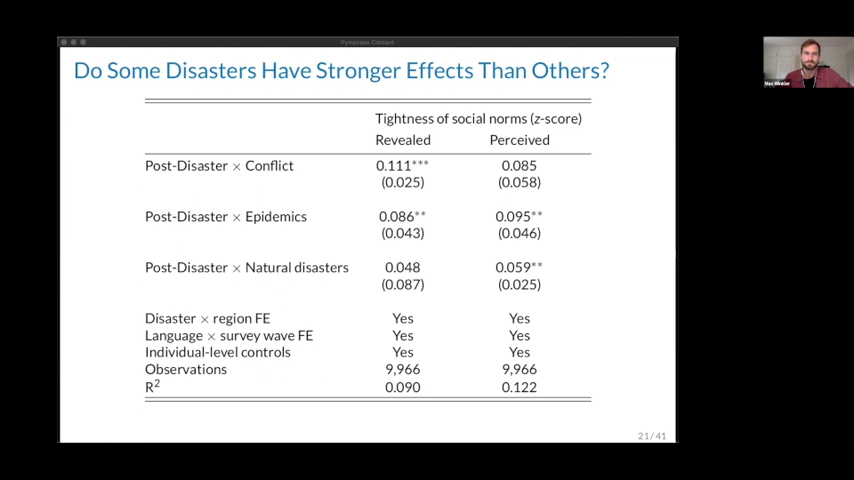 Pympress Content
Do Some Disasters Have Stronger Effects Than Others?
Tightness of social norms (z-score)
Revealed Perceived
Post-Disaster × Conflict 0.111*** 0.085
(0.025) (0.058)
Post-Disaster × Epidemics 0.086** 0.095**
(0.043) (0.046)
Post-Disaster × Natural disasters 0.048 0.059**
(0.087) (0.025)
Disaster × region FE Yes Yes
Language × survey wave FE Yes Yes
Individual-level controls Yes Yes
Observations 9,966 9,966
R² 0.090 0.122
21 / 41
Max Winkler